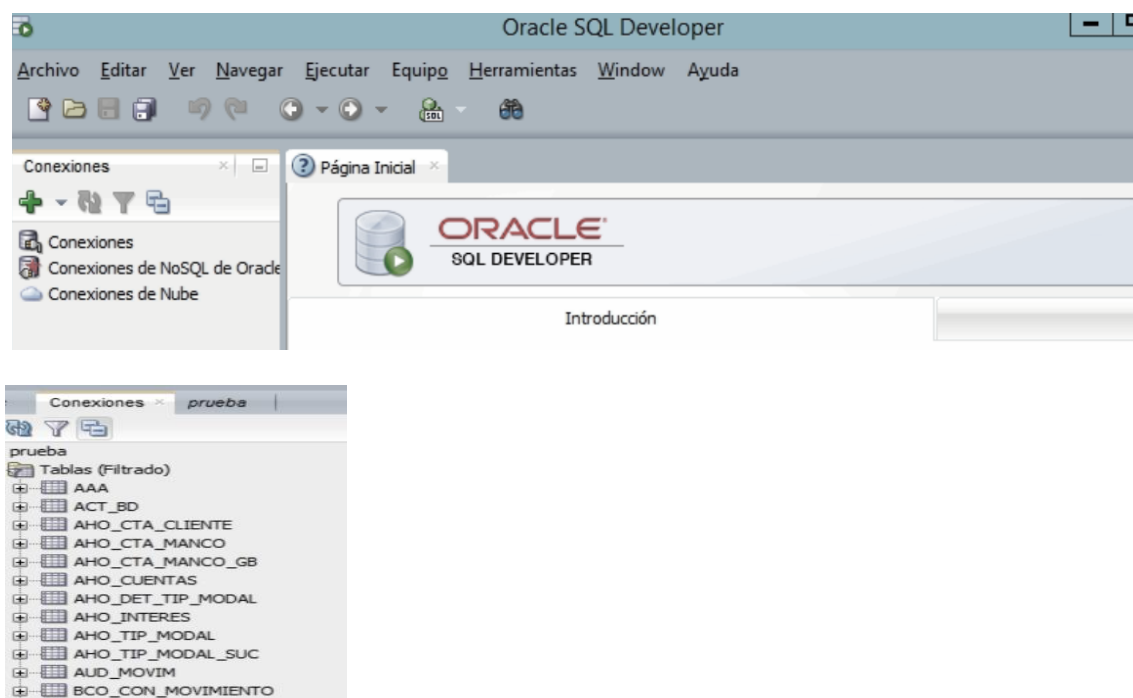 Oracle SQL Developer
Archivo Editar Ver Navegar Ejecutar Equipo Herramientas Window Ayuda
SQL
Conexiones
Página Inicial
Conexiones
Conexiones de NoSQL de Oracle
Conexiones de Nube
ORACLE
SQL DEVELOPER
Introducción
Conexiones prueba
prueba
Tablas (Filtrado)
AAA
ACT_BD
AHO_CTA_CLIENTE
AHO_CTA_MANCO
AHO_CTA_MANCO_GB
AHO_CUENTAS
AHO_DET_TIP_MODAL
AHO_INTERES
AHO_TIP_MODAL
AHO_TIP_MODAL_SUC
AUD_MOVIM
BCO_CON_MOVIMIENTO